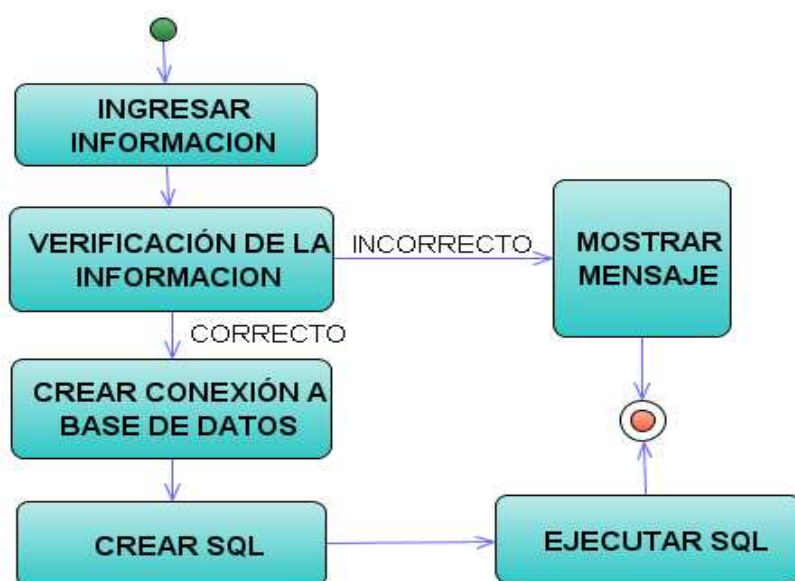 INGRESAR
INFORMACION
VERIFICACIÓN DE LA
INFORMACION
INCORRECTO
MOSTRAR
MENSAJE
CORRECTO
CREAR CONEXIÓN A
BASE DE DATOS
CREAR SQL
EJECUTAR SQL